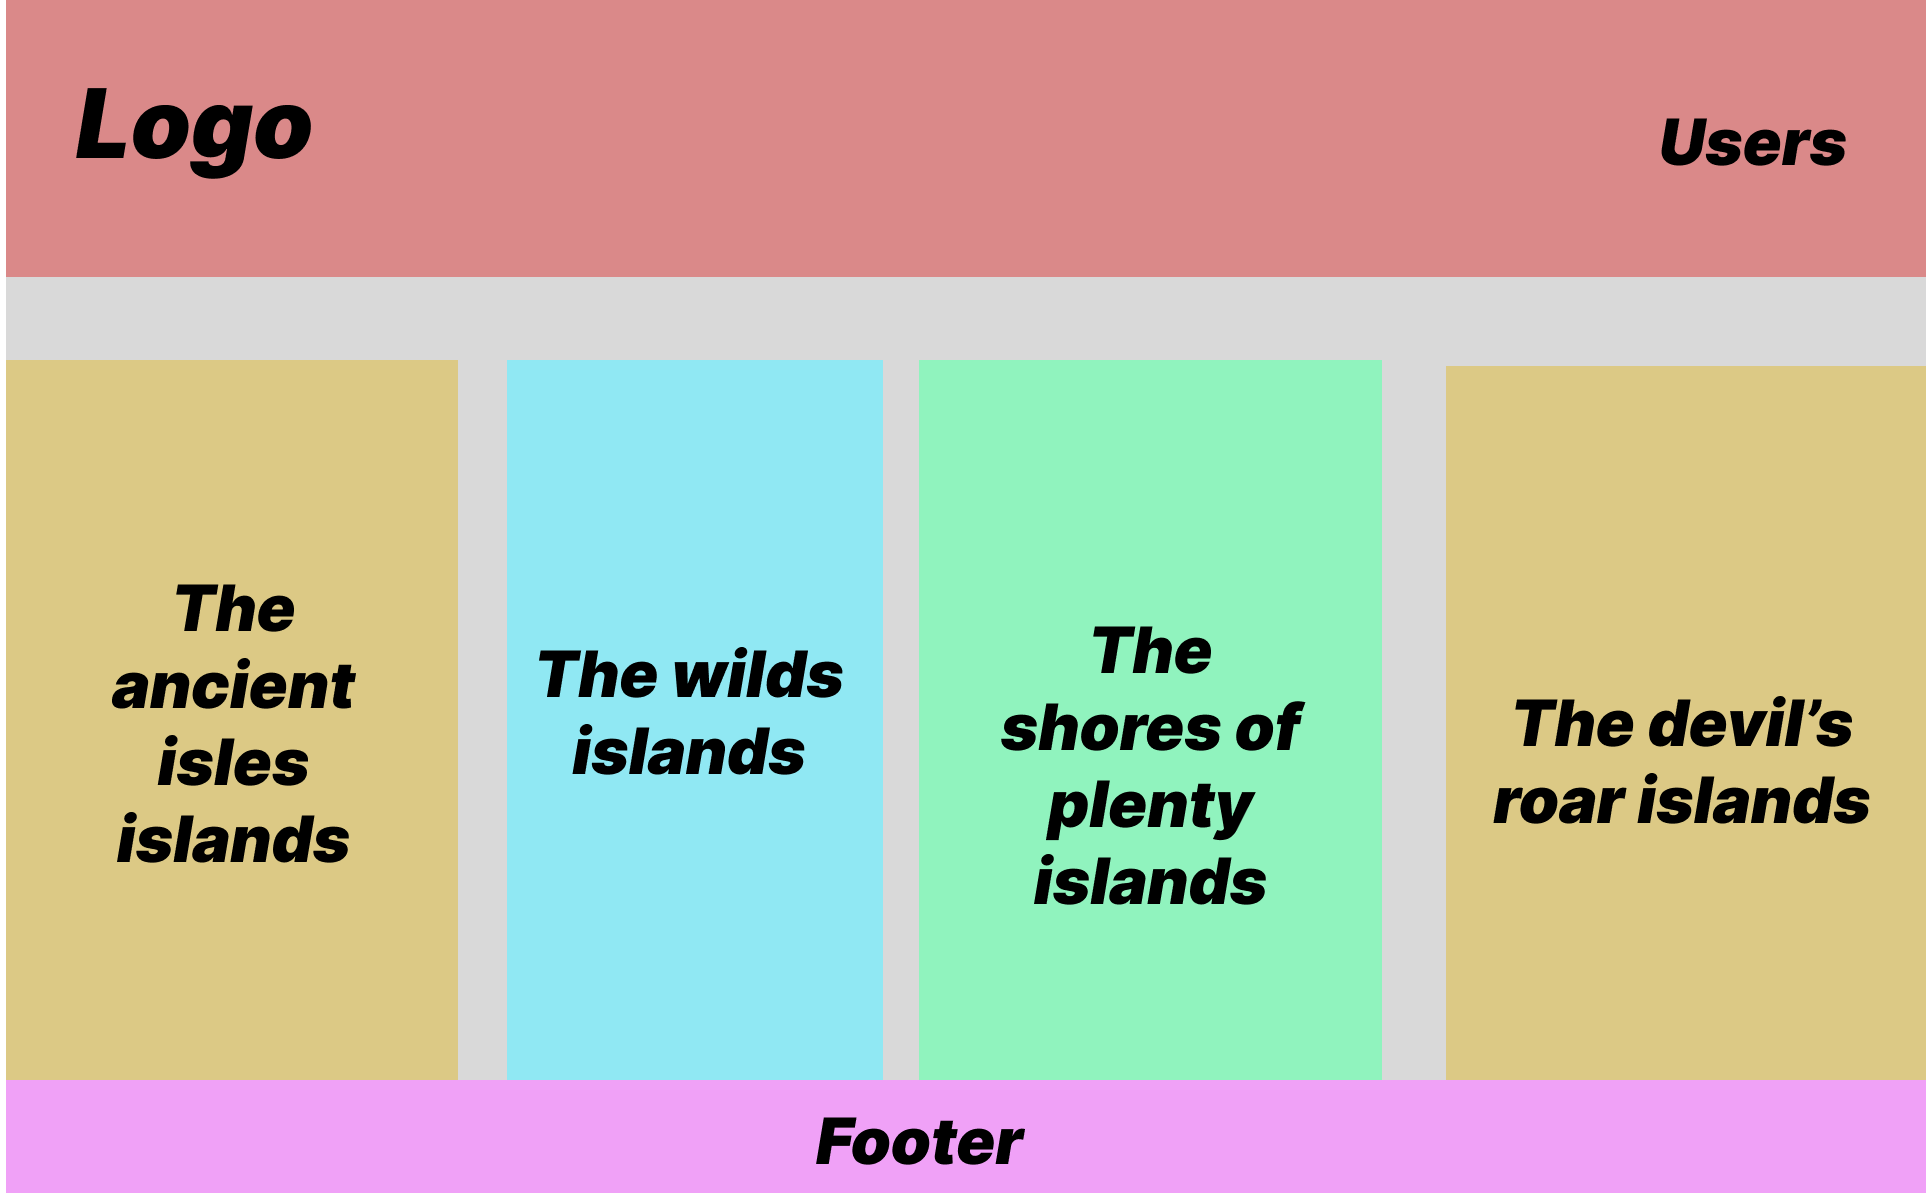 Logo
Users
The
ancient
isles
islands
The wilds
islands
The
shores of
plenty
islands
The devil’s
roar islands
Footer